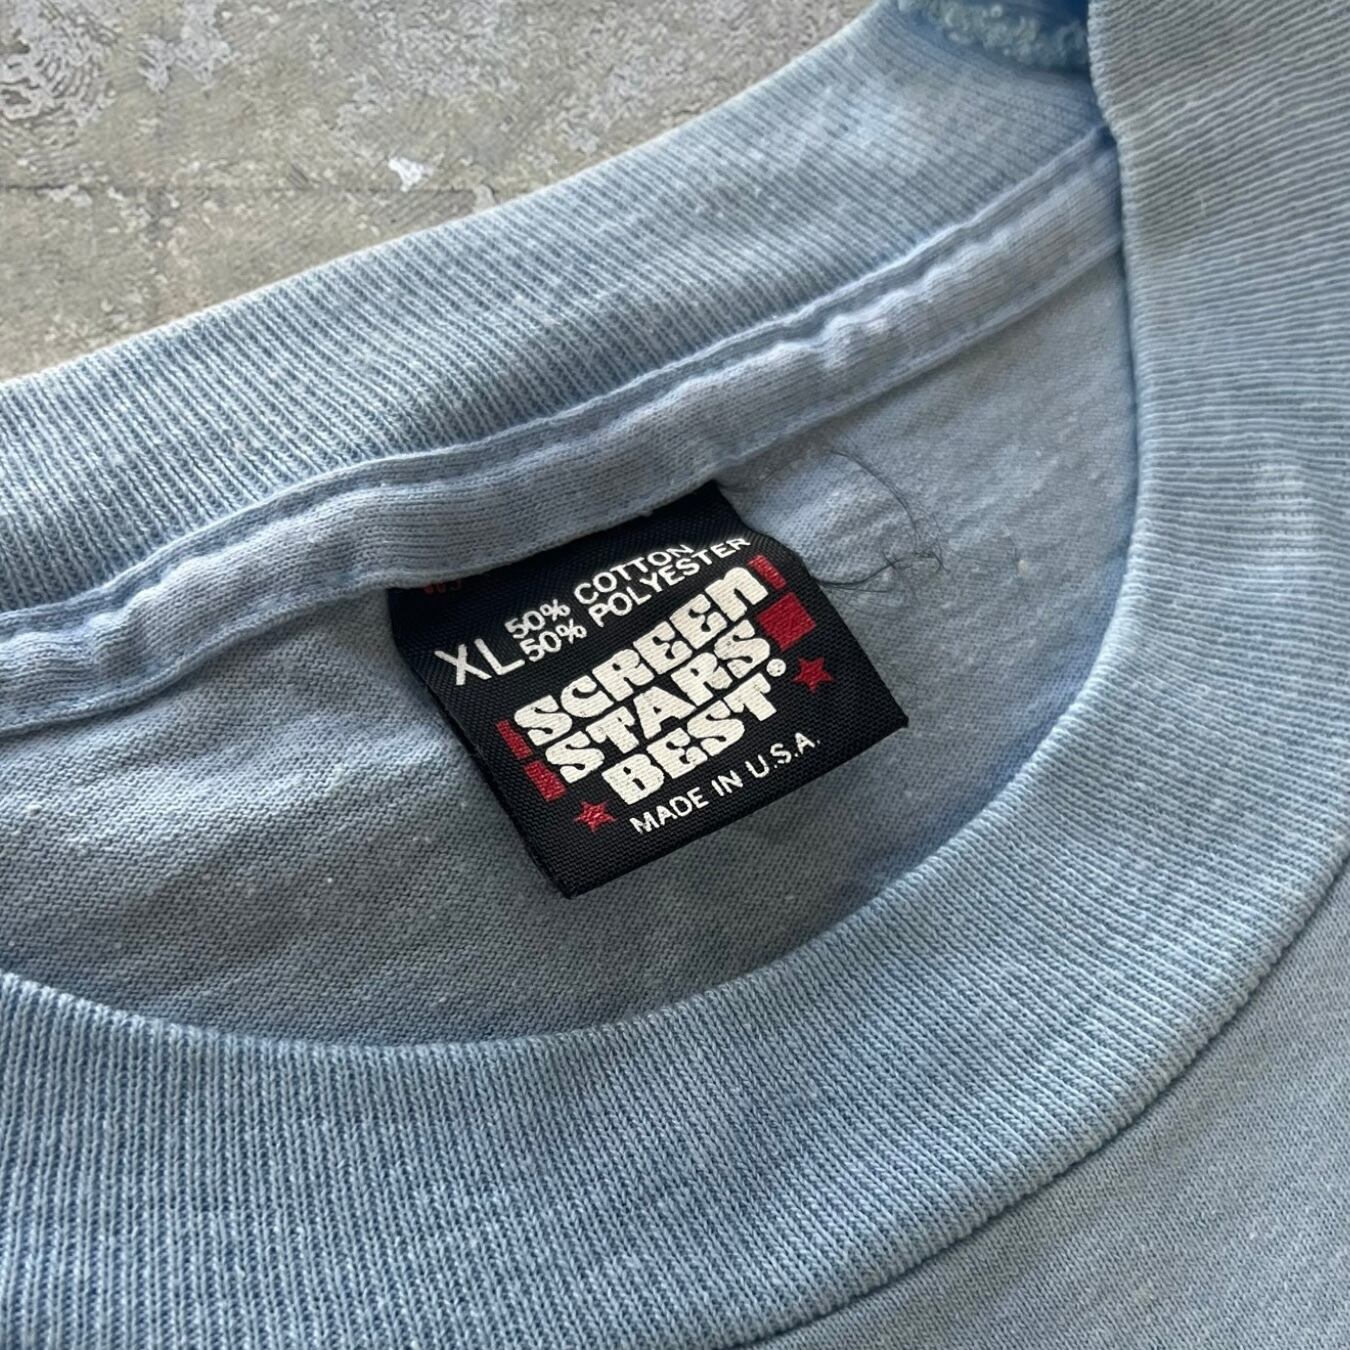 XL
50% COTTON
50% POLYESTER
SCREEN
STARS
BEST®
MADE IN U.S.A.